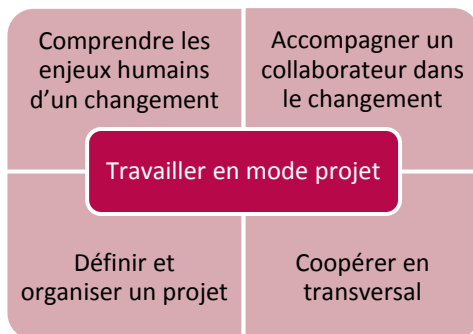 Comprendre les
enjeux humains
d'un changement
Accompagner un
collaborateur dans
le changement
Travailler en mode projet
Définir et
organiser un projet
Coopérer en
transversal